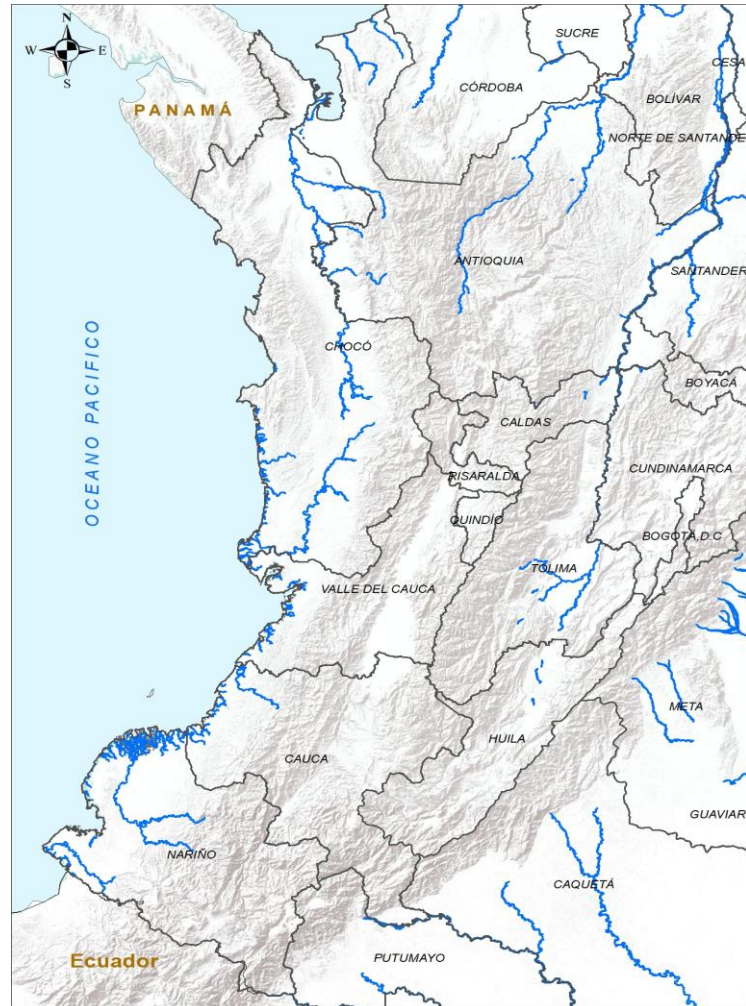 N
W E
S
SUCRE
CESA
CÓRDOBA
BOLÍVAR
PANAMÁ
NORTE DE SANTANDE
ANTIOQUIA
SANTANDER
OCEANO PACIFICO
CHOCÓ
BOYACÁ
CALDAS
CUNDINAMARCA
RISARALDA
QUINDÍO
BOGOTÁ, D.C
TOLIMA
VALLE DEL CAUCA
META
HUILA
CAUCA
GUAVIAR
NARIÑO
CAQUETÁ
Ecuador
PUTUMAYO